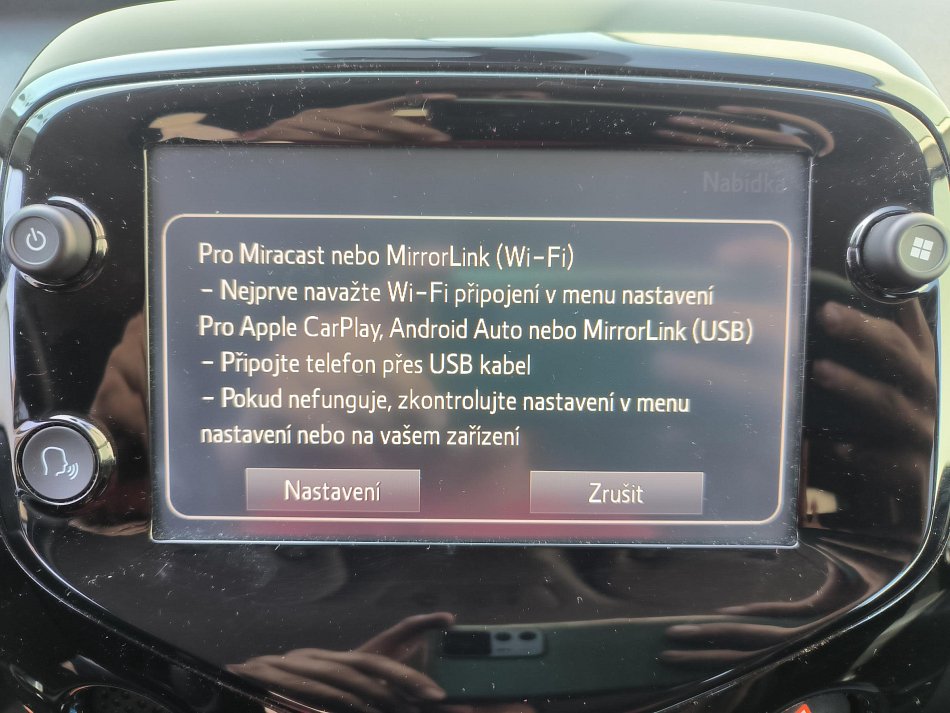 Nabídka
Pro Miracast nebo MirrorLink (Wi-Fi)
- Nejprve navažte Wi-Fi připojení v menu nastavení
Pro Apple CarPlay, Android Auto nebo MirrorLink (USB)
- Připojte telefon přes USB kabel
- Pokud nefunguje, zkontrolujte nastavení v menu
nastavení nebo na vašem zařízení
Nastavení
Zrušit